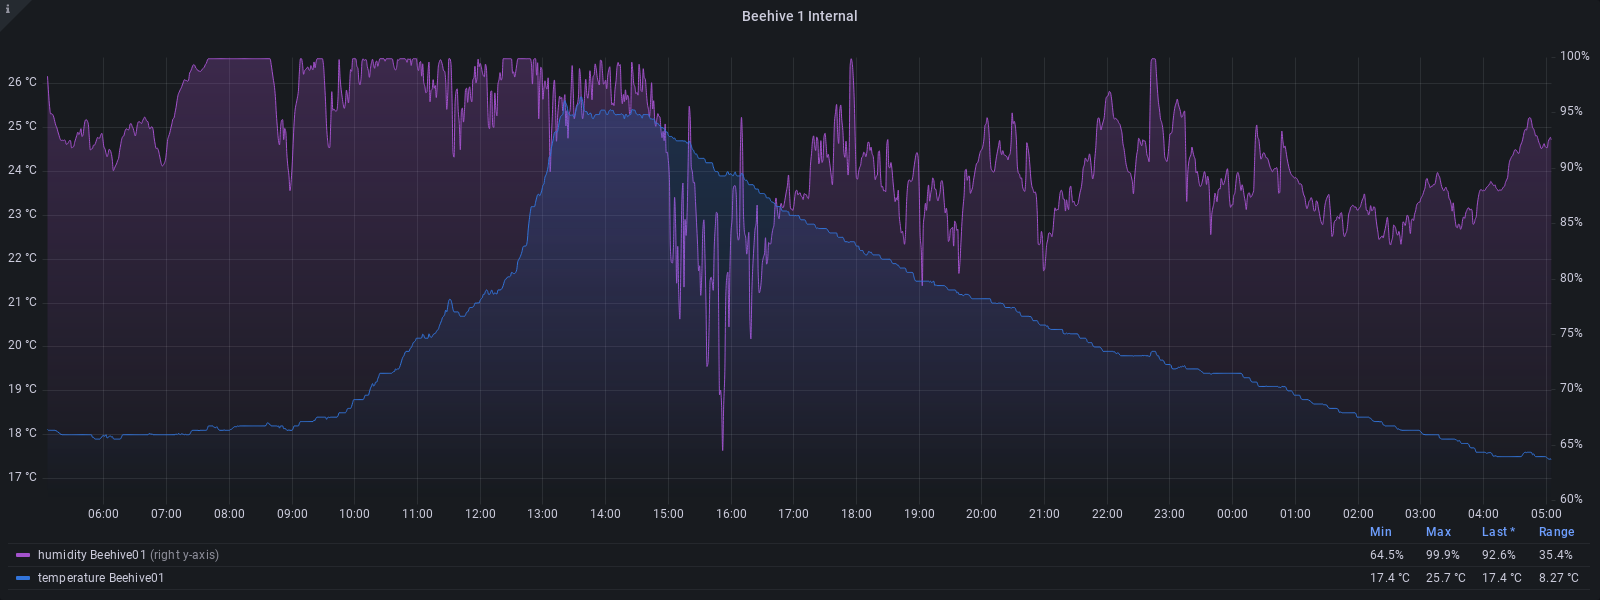 i
Beehive 1 Internal
100%
26 °C
95%
25 °C
90%
24 °C
23 °C
85%
22 °C
80%
21 °C
75%
20 °C
70%
19 °C
65%
18 °C
17 °C
60%
06:00 07:00 08:00 09:00 10:00 11:00 12:00 13:00 14:00 15:00 16:00 17:00 18:00 19:00 20:00 21:00 22:00 23:00 00:00 01:00 02:00 03:00 04:00 05:00
Min Max Last * Range
humidity Beehive01 (right y-axis) 64.5% 99.9% 92.6% 35.4%
temperature Beehive01 17.4 °C 25.7 °C 17.4 °C 8.27 °C